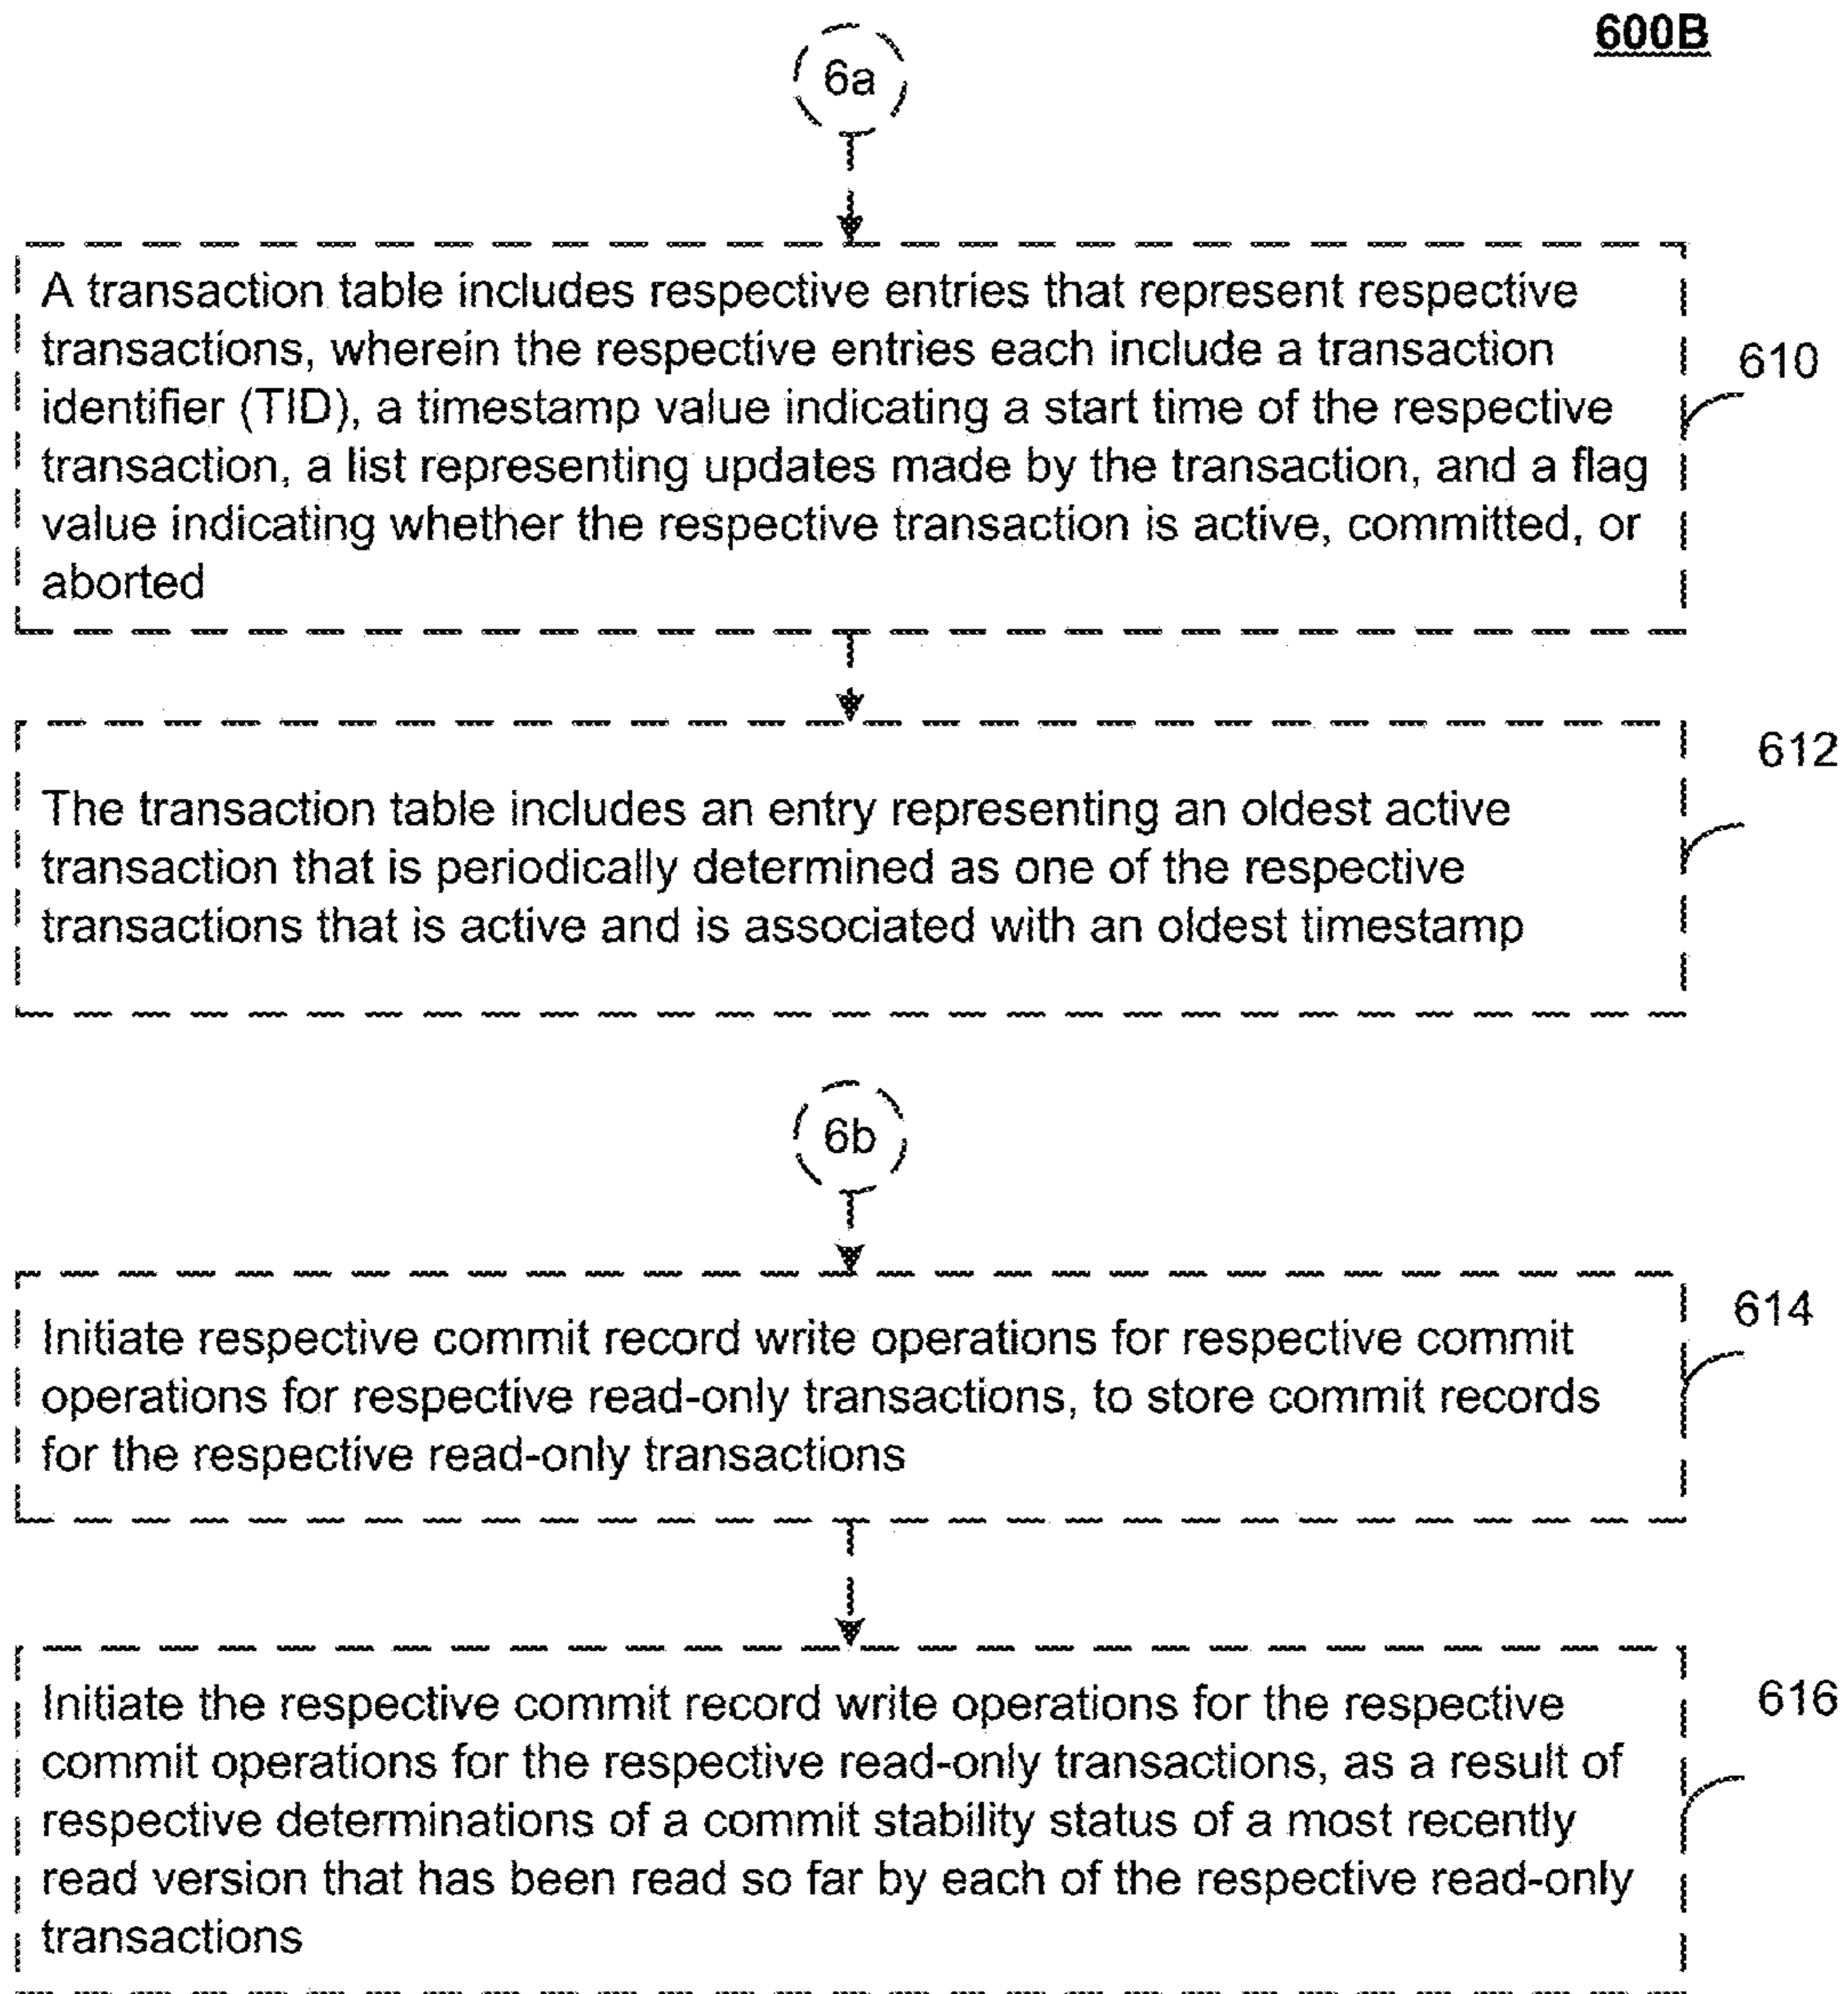 600B
6a
A transaction table includes respective entries that represent respective
transactions, wherein the respective entries each include a transaction
identifier (TID), a timestamp value indicating a start time of the respective
transaction, a list representing updates made by the transaction, and a flag
value indicating whether the respective transaction is active, committed, or
aborted
610
The transaction table includes an entry representing an oldest active
transaction that is periodically determined as one of the respective
transactions that is active and is associated with an oldest timestamp
612
6b
Initiate respective commit record write operations for respective commit
operations for respective read-only transactions, to store commit records
for the respective read-only transactions
614
Initiate the respective commit record write operations for the respective
commit operations for the respective read-only transactions, as a result of
respective determinations of a commit stability status of a most recently
read version that has been read so far by each of the respective read-only
transactions
616